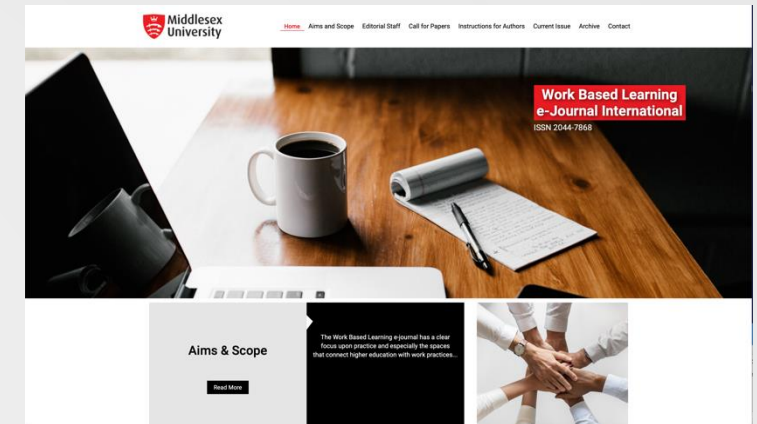 Middlesex
University
Home Aims and Scope Editorial Staff Call for Papers Instructions for Authors Current Issue Archive Contact
Work Based Learning
e-Journal International
ISSN 2044-7868
Aims & Scope
Read More
The Work Based Learning e-journal has a clear
focus upon practice and especially the spaces
that connect higher education with work practices...